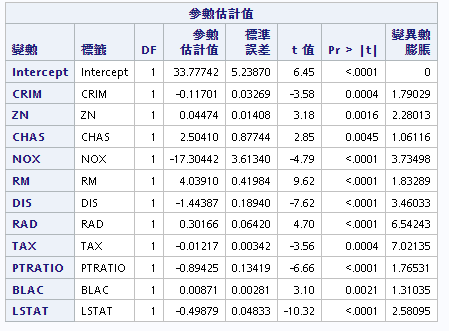 參數估計值
變數 標籤 DF 參數估計值 標準誤差 t 值 Pr > |t| 變異數膨脹
Intercept Intercept 1 33.77742 5.23870 6.45 <.0001 0
CRIM CRIM 1 -0.11701 0.03269 -3.58 0.0004 1.79029
ZN ZN 1 0.04474 0.01408 3.18 0.0016 2.28013
CHAS CHAS 1 2.50410 0.87744 2.85 0.0045 1.06116
NOX NOX 1 -17.30442 3.61340 -4.79 <.0001 3.73498
RM RM 1 4.03910 0.41984 9.62 <.0001 1.83289
DIS DIS 1 -1.44387 0.18940 -7.62 <.0001 3.46033
RAD RAD 1 0.30166 0.06420 4.70 <.0001 6.54243
TAX TAX 1 -0.01217 0.00342 -3.56 0.0004 7.02135
PTRATIO PTRATIO 1 -0.89425 0.13419 -6.66 <.0001 1.76531
BLAC BLAC 1 0.00871 0.00281 3.10 0.0021 1.31035
LSTAT LSTAT 1 -0.49879 0.04833 -10.32 <.0001 2.58095